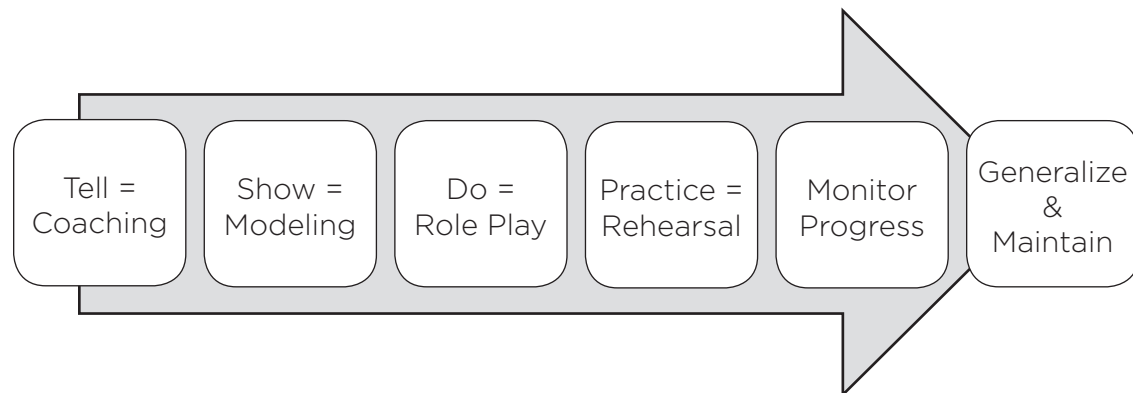 Tell =
Coaching
Show =
Modeling
Do =
Role Play
Practice =
Rehearsal
Monitor
Progress
Generalize
&
Maintain